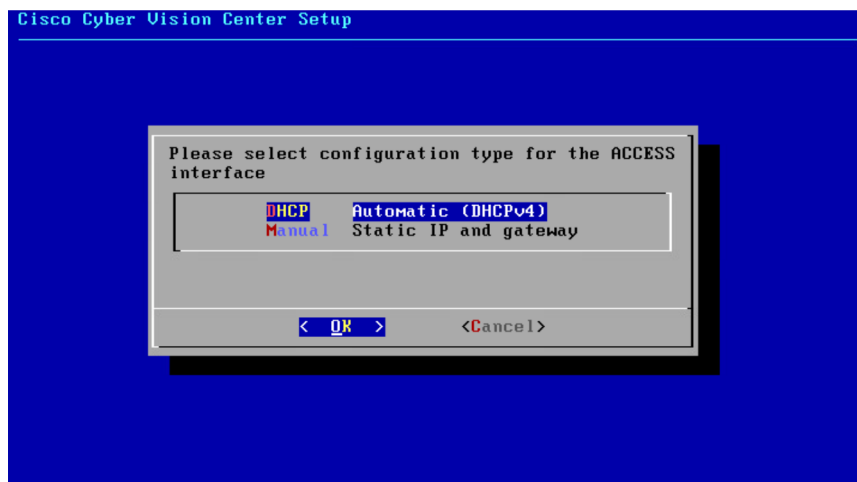 Cisco Cyber Vision Center Setup
Please select configuration type for the ACCESS
interface
DHCP Automatic (DHCPv4)
Manual Static IP and gateway
< OK > <Cancel>